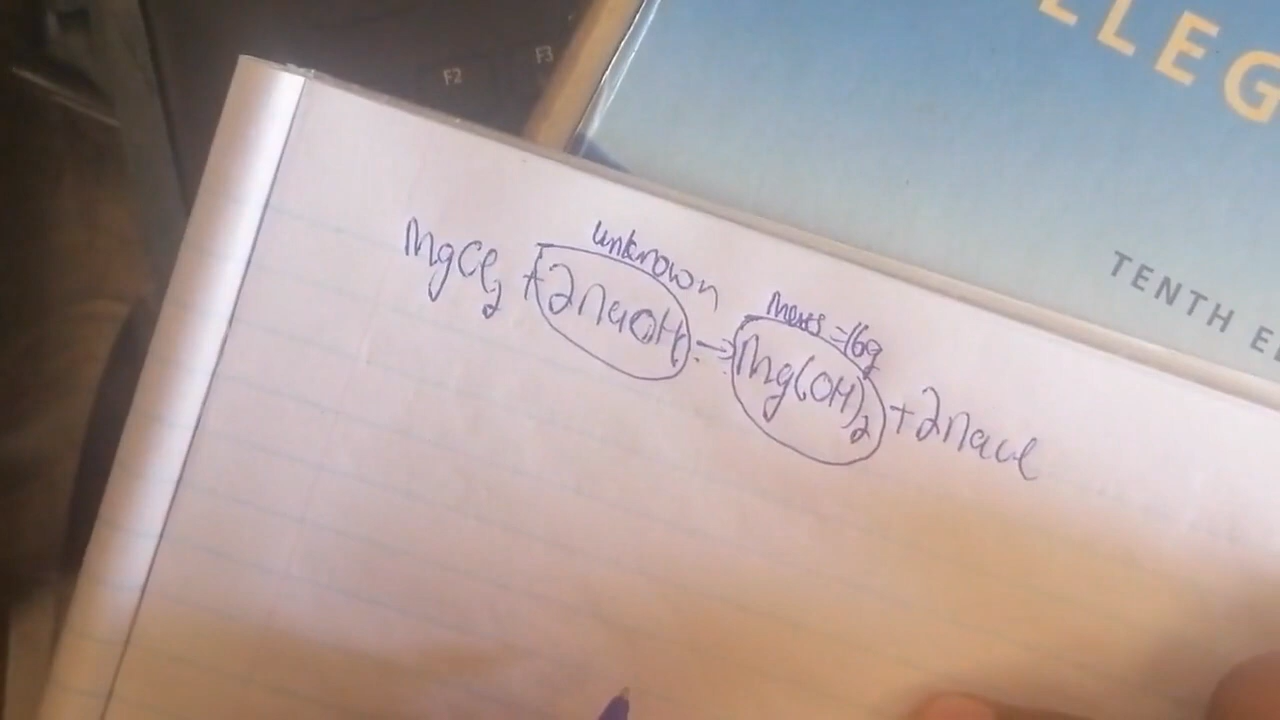 F2 F3
LLEG
TENTH E
unknown
mass = 16g
MgCl2 + 2NaOH → Mg(OH)2 + 2NaCl